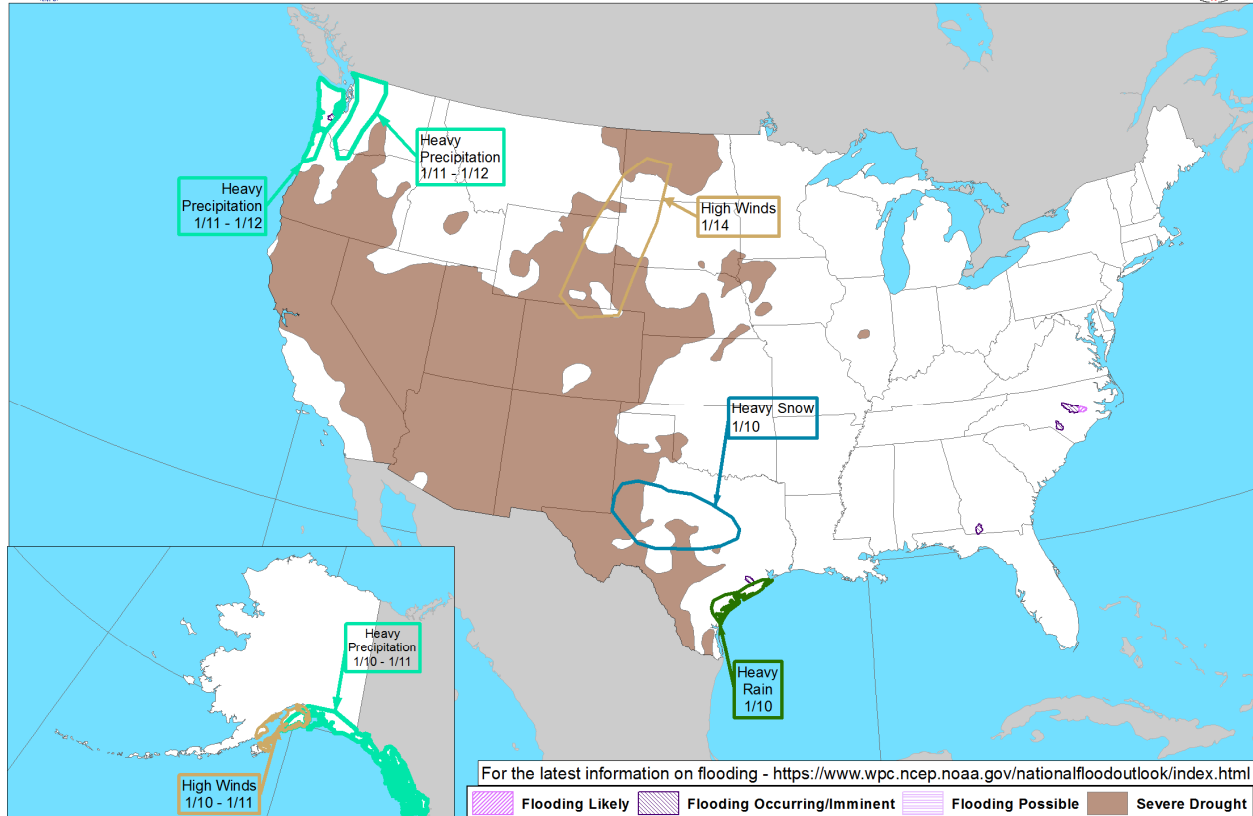 Heavy
Precipitation
1/11 - 1/12
Heavy
Precipitation
1/11 - 1/12
High Winds
1/14
Heavy Snow
1/10
Heavy
Precipitation
1/10 - 1/11
Heavy
Rain
1/10
High Winds
1/10 - 1/11
For the latest information on flooding - https://www.wpc.ncep.noaa.gov/nationalfloodoutlook/index.html
Flooding Likely
Flooding Occurring/Imminent
Flooding Possible
Severe Drought